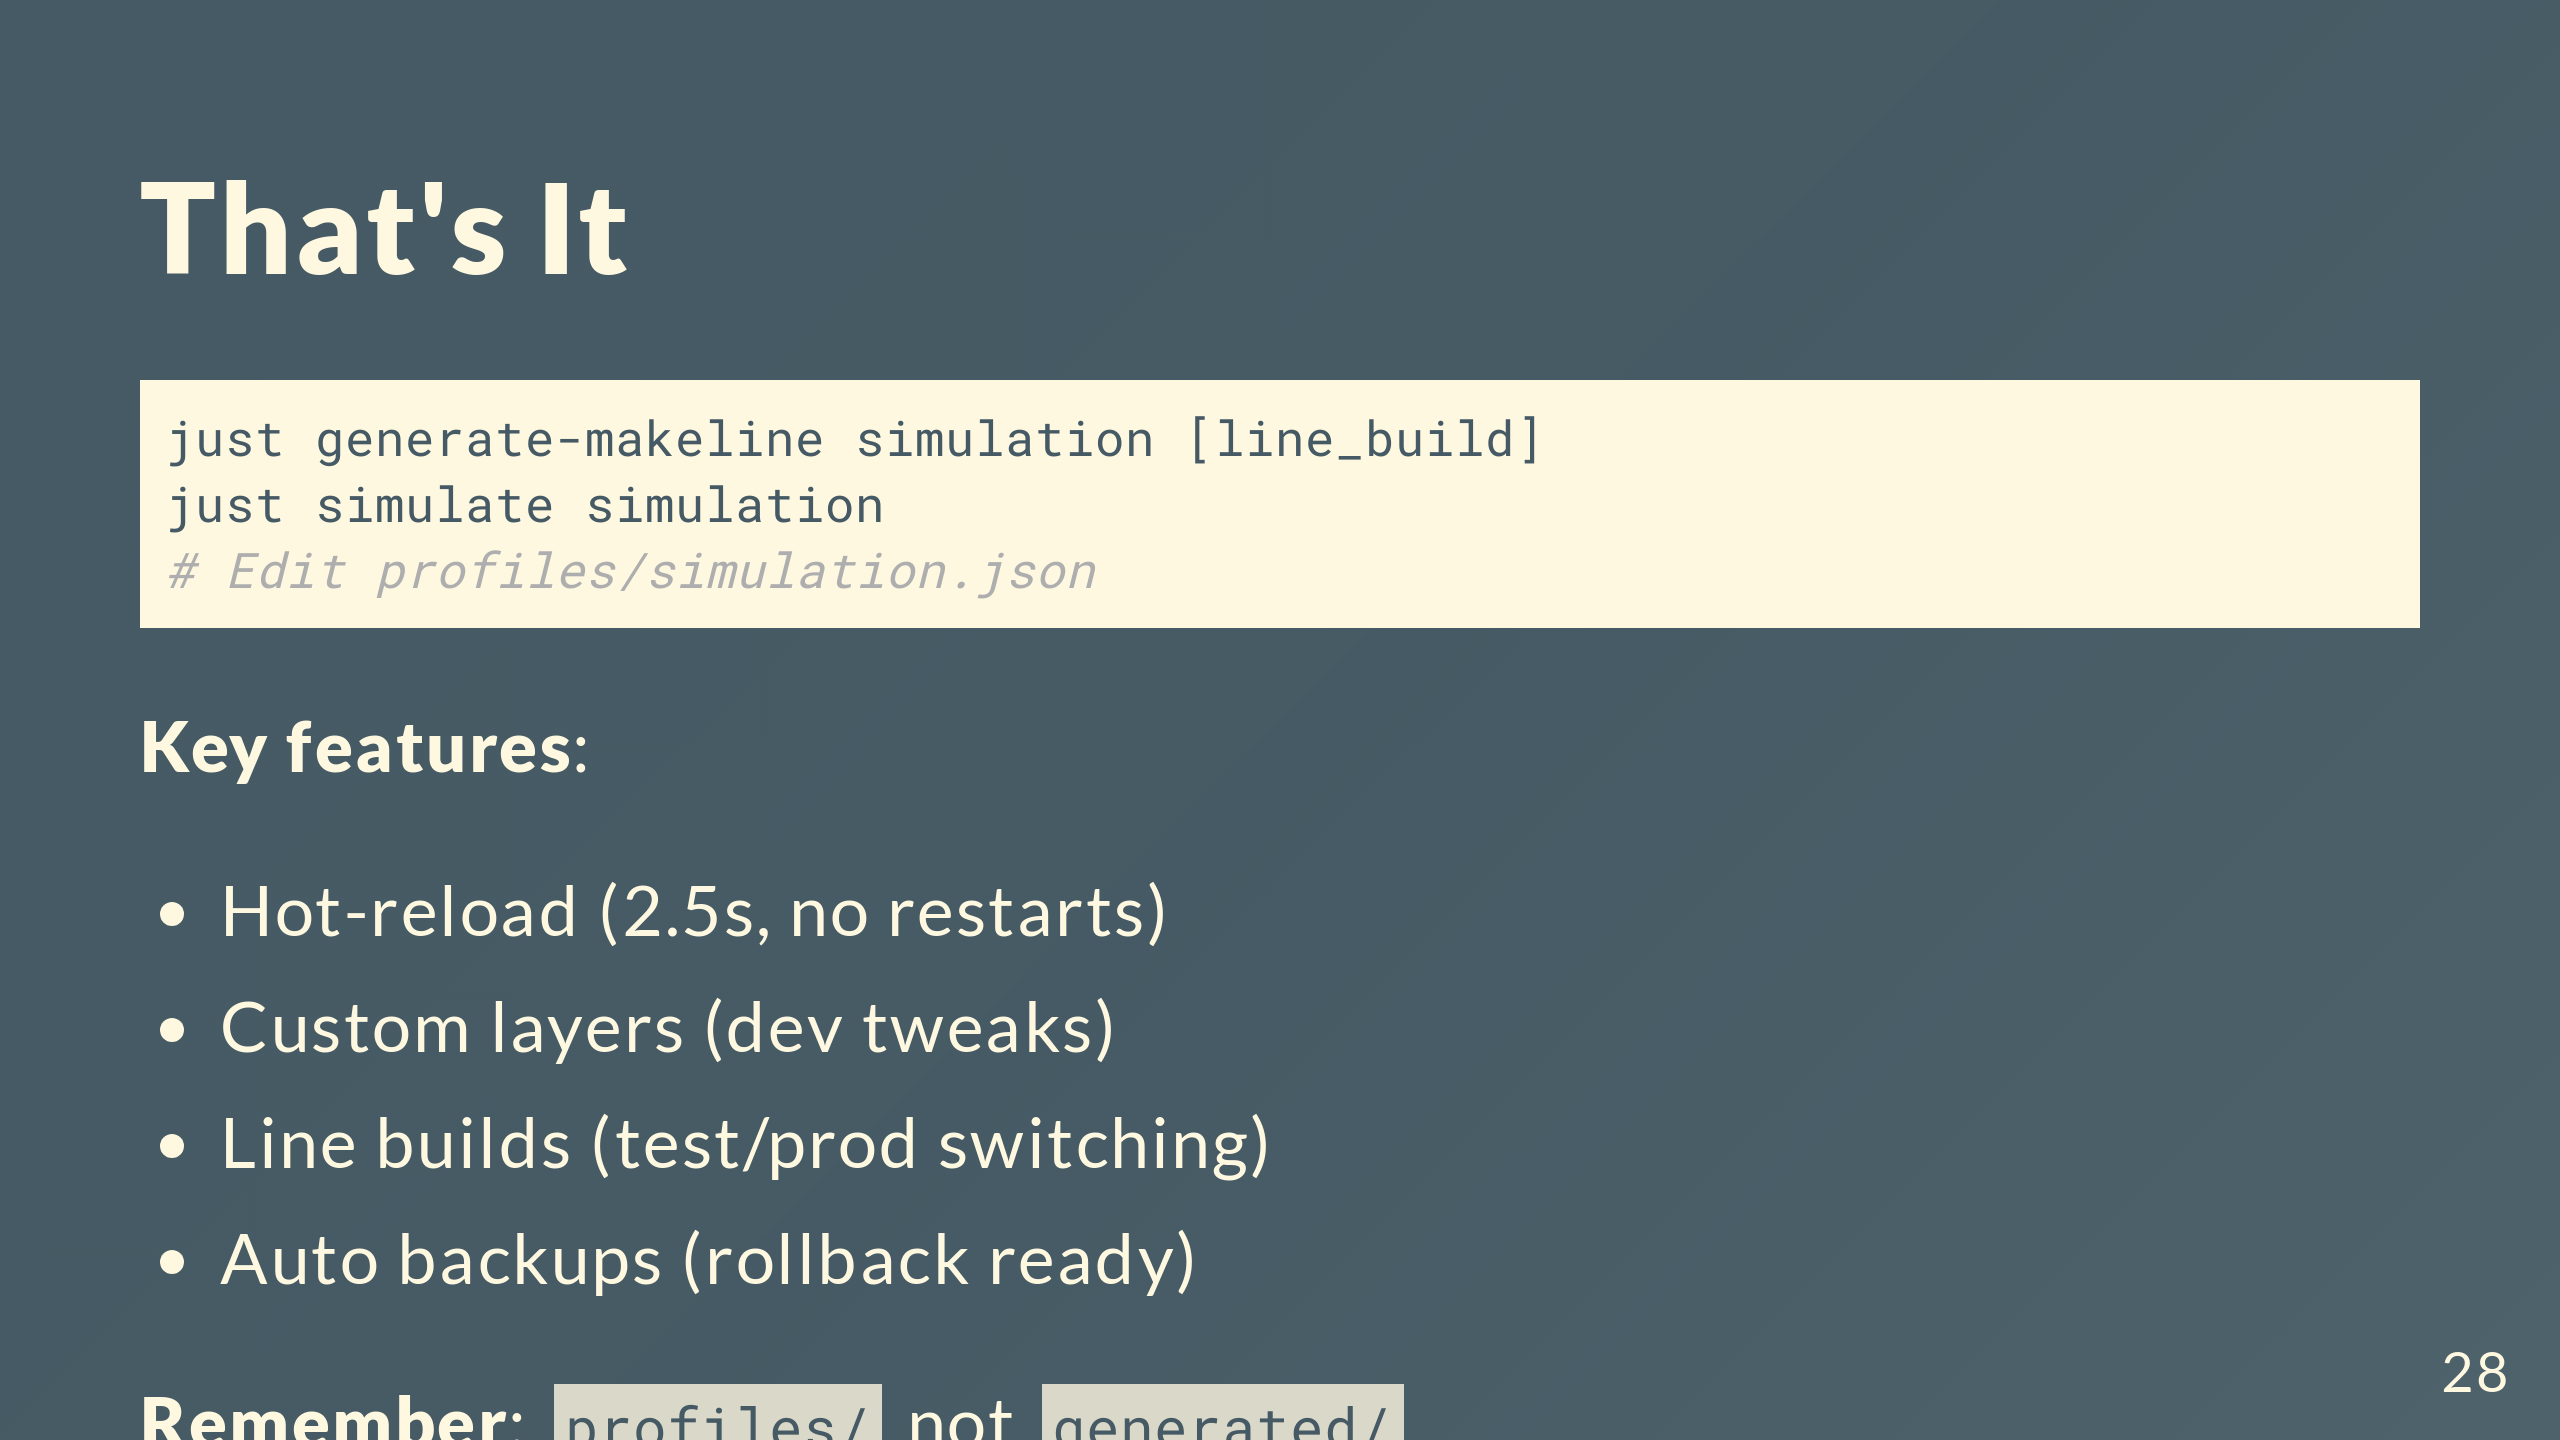 That's It
just generate-makeline simulation [line_build]
just simulate simulation
# Edit profiles/simulation.json
Key features:
• Hot-reload (2.5s, no restarts)
• Custom layers (dev tweaks)
• Line builds (test/prod switching)
• Auto backups (rollback ready)
Remember: profiles/ not generated/
28